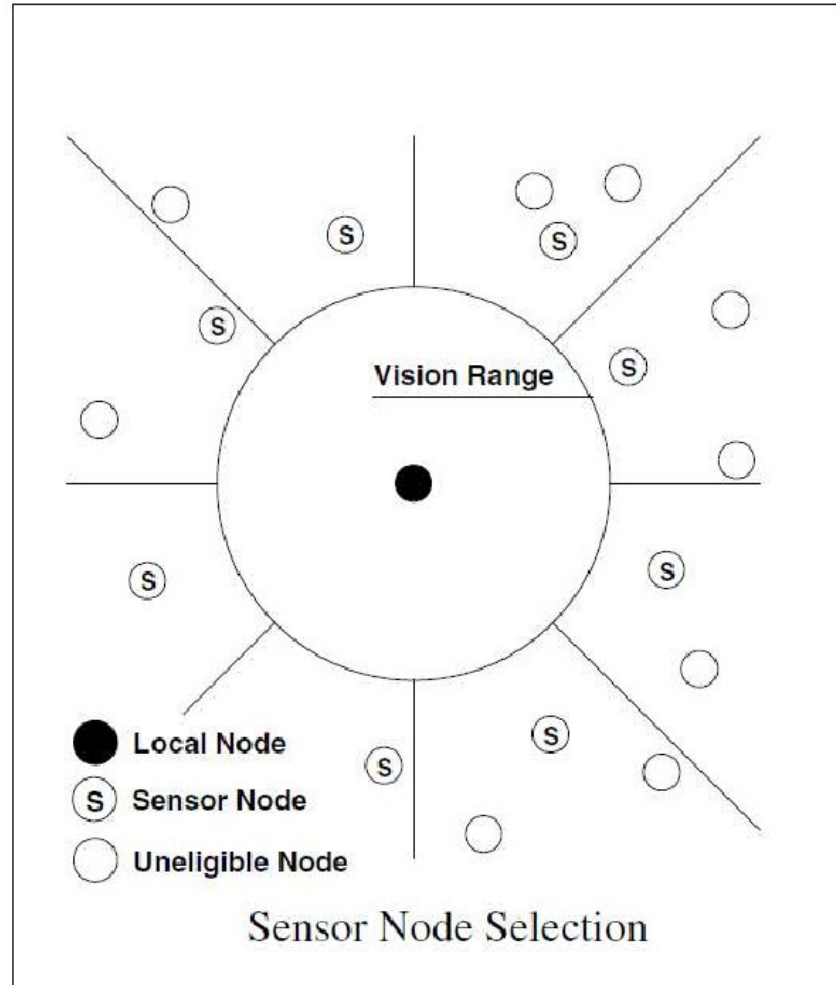 S
S
S
S
Vision Range
S
S
S
S
Local Node
S Sensor Node
Uneligible Node
Sensor Node Selection